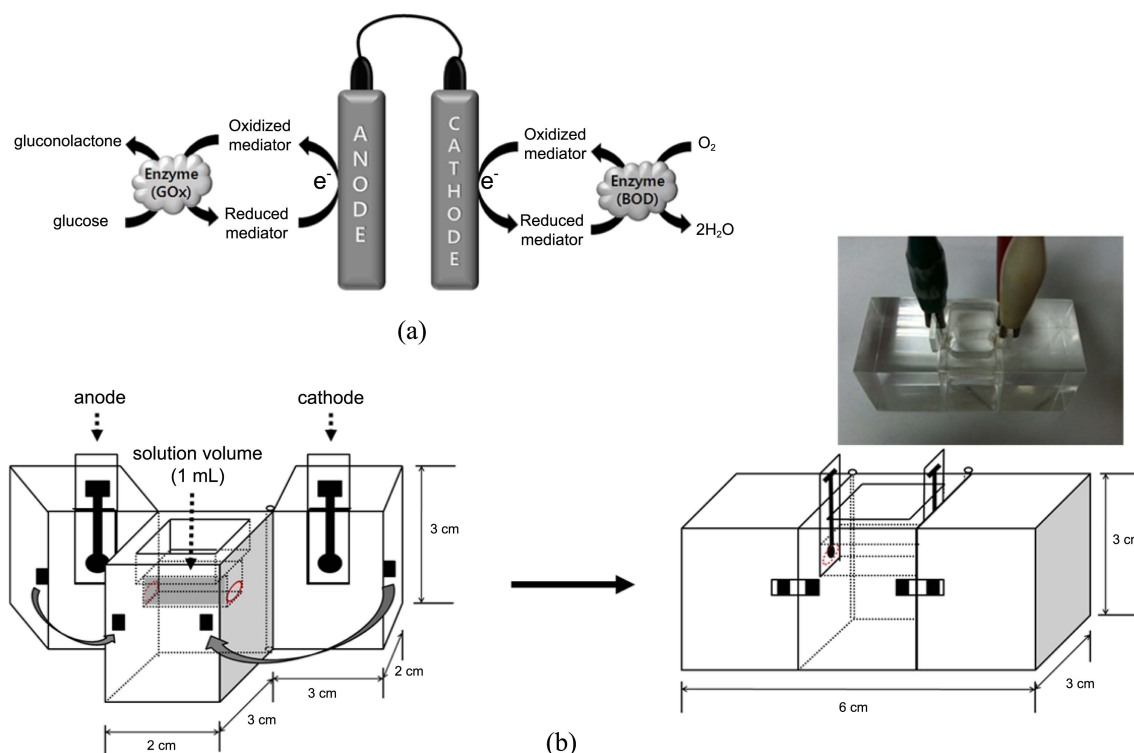 gluconolactone
Oxidized
mediator
Enzyme
(GOx)
glucose
Reduced
mediator
e-
ANODE
CATHODE
e-
Oxidized
mediator
O₂
Enzyme
(BOD)
Reduced
mediator
2H₂O
(a)
anode
cathode
solution volume
(1 mL)
3 cm
2 cm
3 cm
3 cm
2 cm
3 cm
3 cm
6 cm
(b)